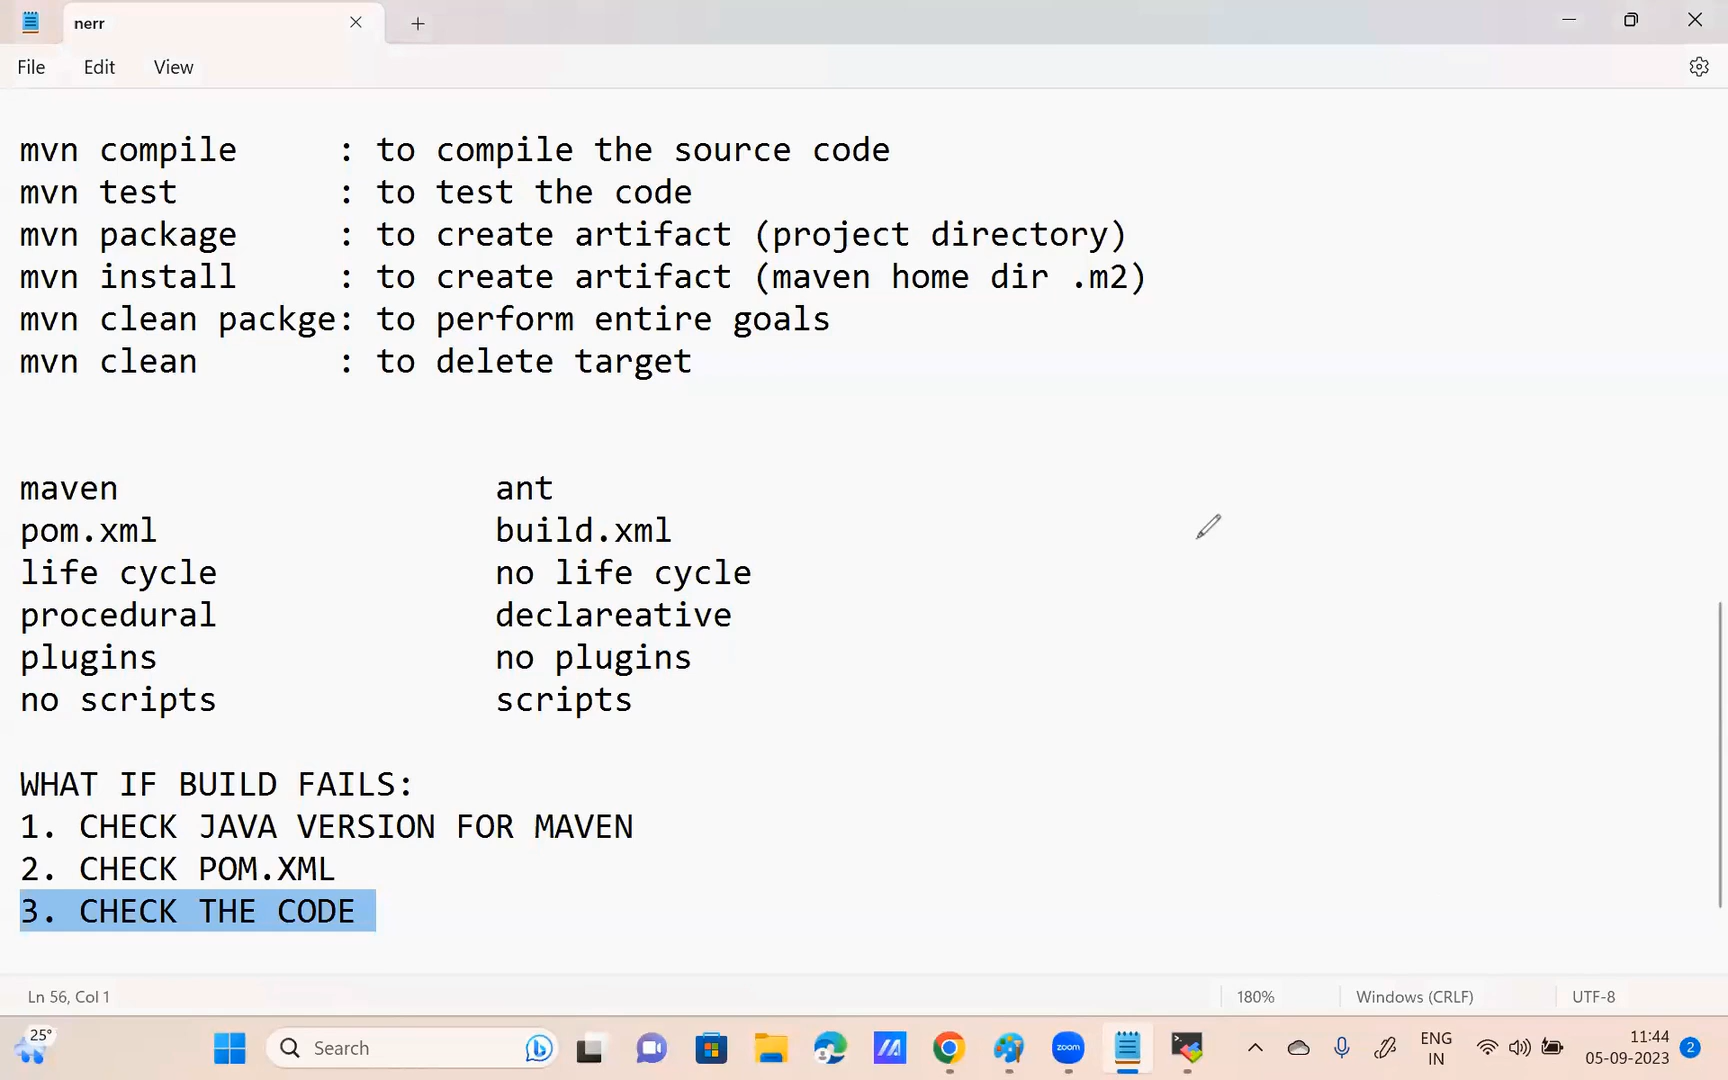 nerr
File Edit View
mvn compile : to compile the source code
mvn test : to test the code
mvn package : to create artifact (project directory)
mvn install : to create artifact (maven home dir .m2)
mvn clean packge: to perform entire goals
mvn clean : to delete target
maven ant
pom.xml build.xml
life cycle no life cycle
procedural declareative
plugins no plugins
no scripts scripts
WHAT IF BUILD FAILS:
1. CHECK JAVA VERSION FOR MAVEN
2. CHECK POM.XML
3. CHECK THE CODE
Ln 56, Col 1 180% Windows (CRLF) UTF-8
25° Search zoom ENG 11:44
IN 05-09-2023 2